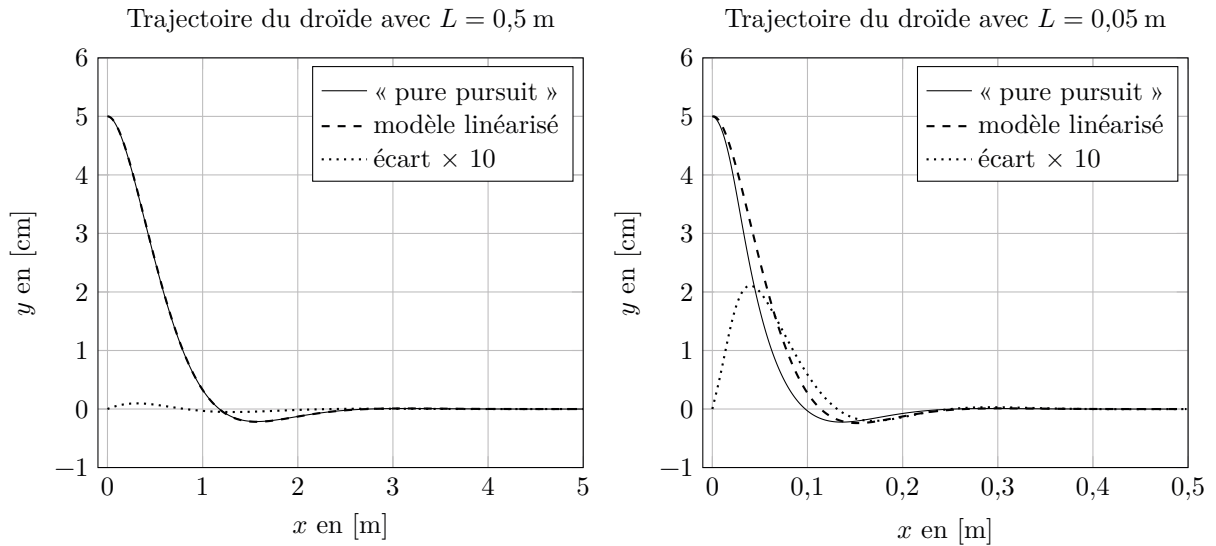 Trajectoire du droïde avec L = 0,5 m
6
5
4
3
2
1
0
−1
y en [cm]
« pure pursuit »
modèle linéarisé
écart × 10
0 1 2 3 4 5
x en [m]
Trajectoire du droïde avec L = 0,05 m
6
5
4
3
2
1
0
−1
y en [cm]
« pure pursuit »
modèle linéarisé
écart × 10
0 0,1 0,2 0,3 0,4 0,5
x en [m]